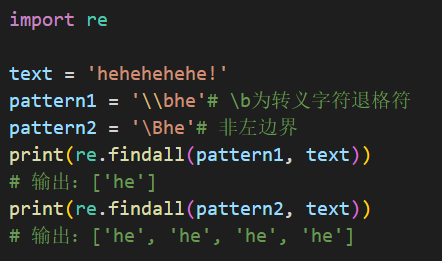 import re
text = 'hehehehehe!'
pattern1 = '\\bhe'# \b为转义字符退格符
pattern2 = '\Bhe'# 非左边界
print(re.findall(pattern1, text))
# 输出：['he']
print(re.findall(pattern2, text))
# 输出：['he', 'he', 'he', 'he']